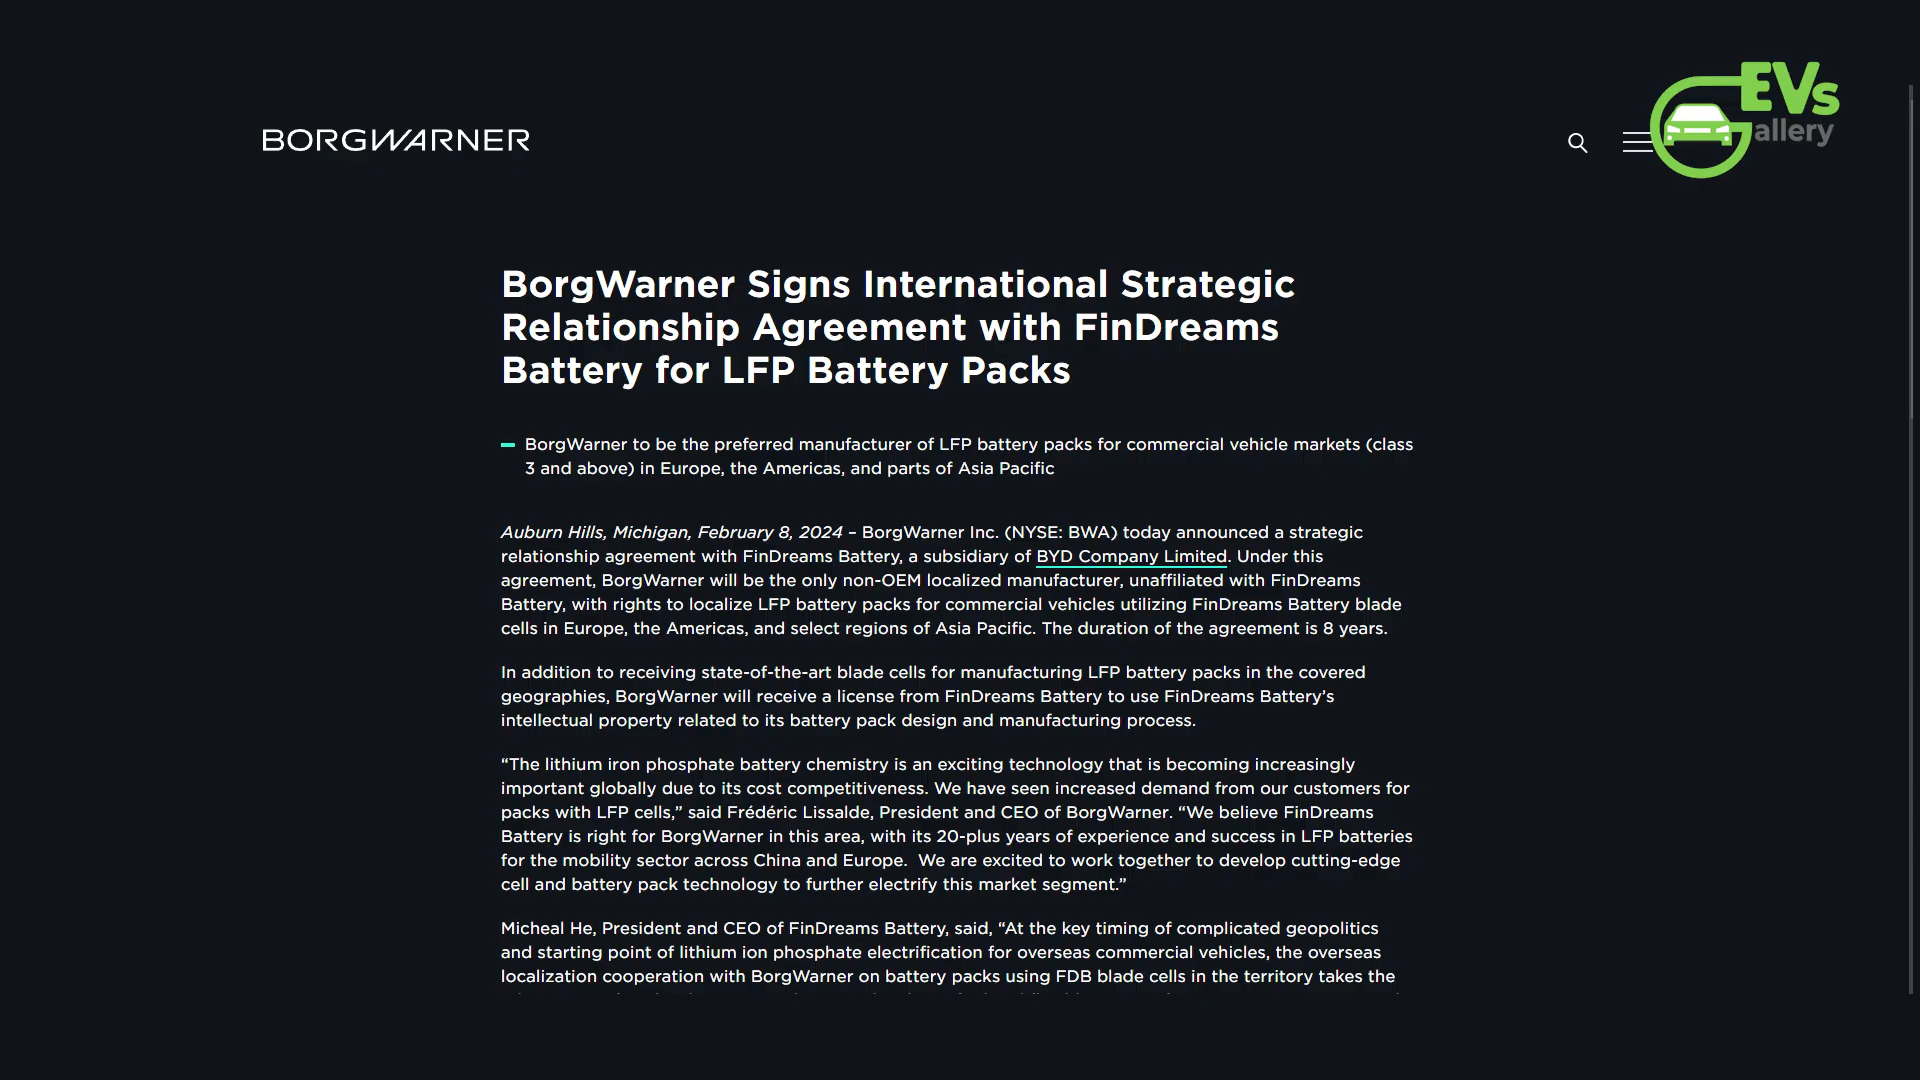 EVs
allery
BORGWARNER
BorgWarner Signs International Strategic
Relationship Agreement with FinDreams
Battery for LFP Battery Packs
BorgWarner to be the preferred manufacturer of LFP battery packs for commercial vehicle markets (class
3 and above) in Europe, the Americas, and parts of Asia Pacific
Auburn Hills, Michigan, February 8, 2024 – BorgWarner Inc. (NYSE: BWA) today announced a strategic
relationship agreement with FinDreams Battery, a subsidiary of BYD Company Limited. Under this
agreement, BorgWarner will be the only non-OEM localized manufacturer, unaffiliated with FinDreams
Battery, with rights to localize LFP battery packs for commercial vehicles utilizing FinDreams Battery blade
cells in Europe, the Americas, and select regions of Asia Pacific. The duration of the agreement is 8 years.
In addition to receiving state-of-the-art blade cells for manufacturing LFP battery packs in the covered
geographies, BorgWarner will receive a license from FinDreams Battery to use FinDreams Battery’s
intellectual property related to its battery pack design and manufacturing process.
“The lithium iron phosphate battery chemistry is an exciting technology that is becoming increasingly
important globally due to its cost competitiveness. We have seen increased demand from our customers for
packs with LFP cells,” said Frédéric Lissalde, President and CEO of BorgWarner. “We believe FinDreams
Battery is right for BorgWarner in this area, with its 20-plus years of experience and success in LFP batteries
for the mobility sector across China and Europe. We are excited to work together to develop cutting-edge
cell and battery pack technology to further electrify this market segment.”
Micheal He, President and CEO of FinDreams Battery, said, “At the key timing of complicated geopolitics
and starting point of lithium ion phosphate electrification for overseas commercial vehicles, the overseas
localization cooperation with BorgWarner on battery packs using FDB blade cells in the territory takes the